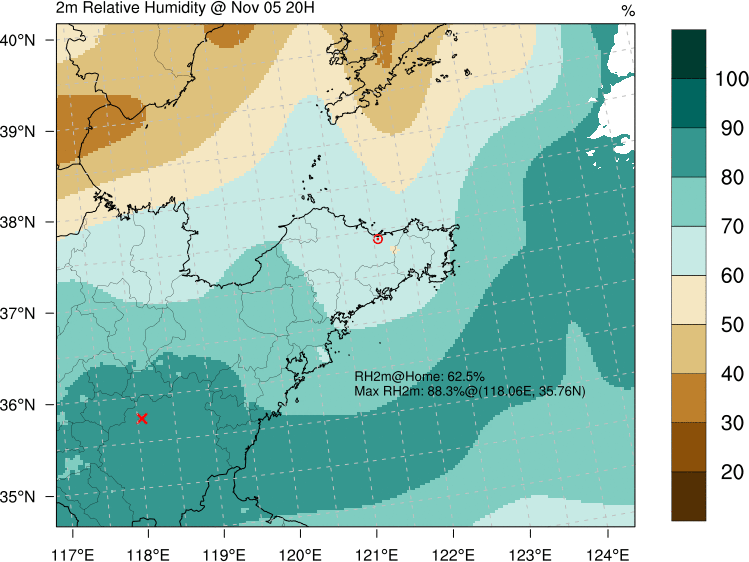 2m Relative Humidity @ Nov 05 20H
%
40°N
39°N
38°N
37°N
36°N
35°N
100
90
80
70
60
50
40
30
20
RH2m@Home: 62.5%
Max RH2m: 88.3%@(118.06E, 35.76N)
117°E 118°E 119°E 120°E 121°E 122°E 123°E 124°E